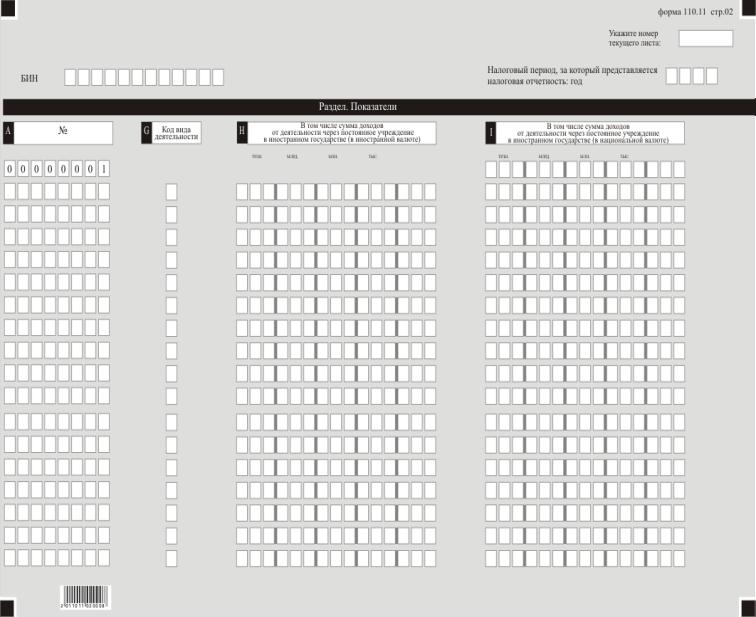 форма 110.11 стр.02
Укажите номер
текущего листа:
БИН
Налоговый период, за который представляется
налоговая отчетность: год
Раздел. Показатели
A
№
G
Код вида
деятельности
H
В том числе сумма доходов
от деятельности через постоянное учреждение
в иностранном государстве (в иностранной валюте)
I
В том числе сумма доходов
от деятельности через постоянное учреждение
в иностранном государстве (в национальной валюте)
трлн. млрд. млн. тыс.
трлн. млрд. млн. тыс.
0 0 0 0 0 0 0 1